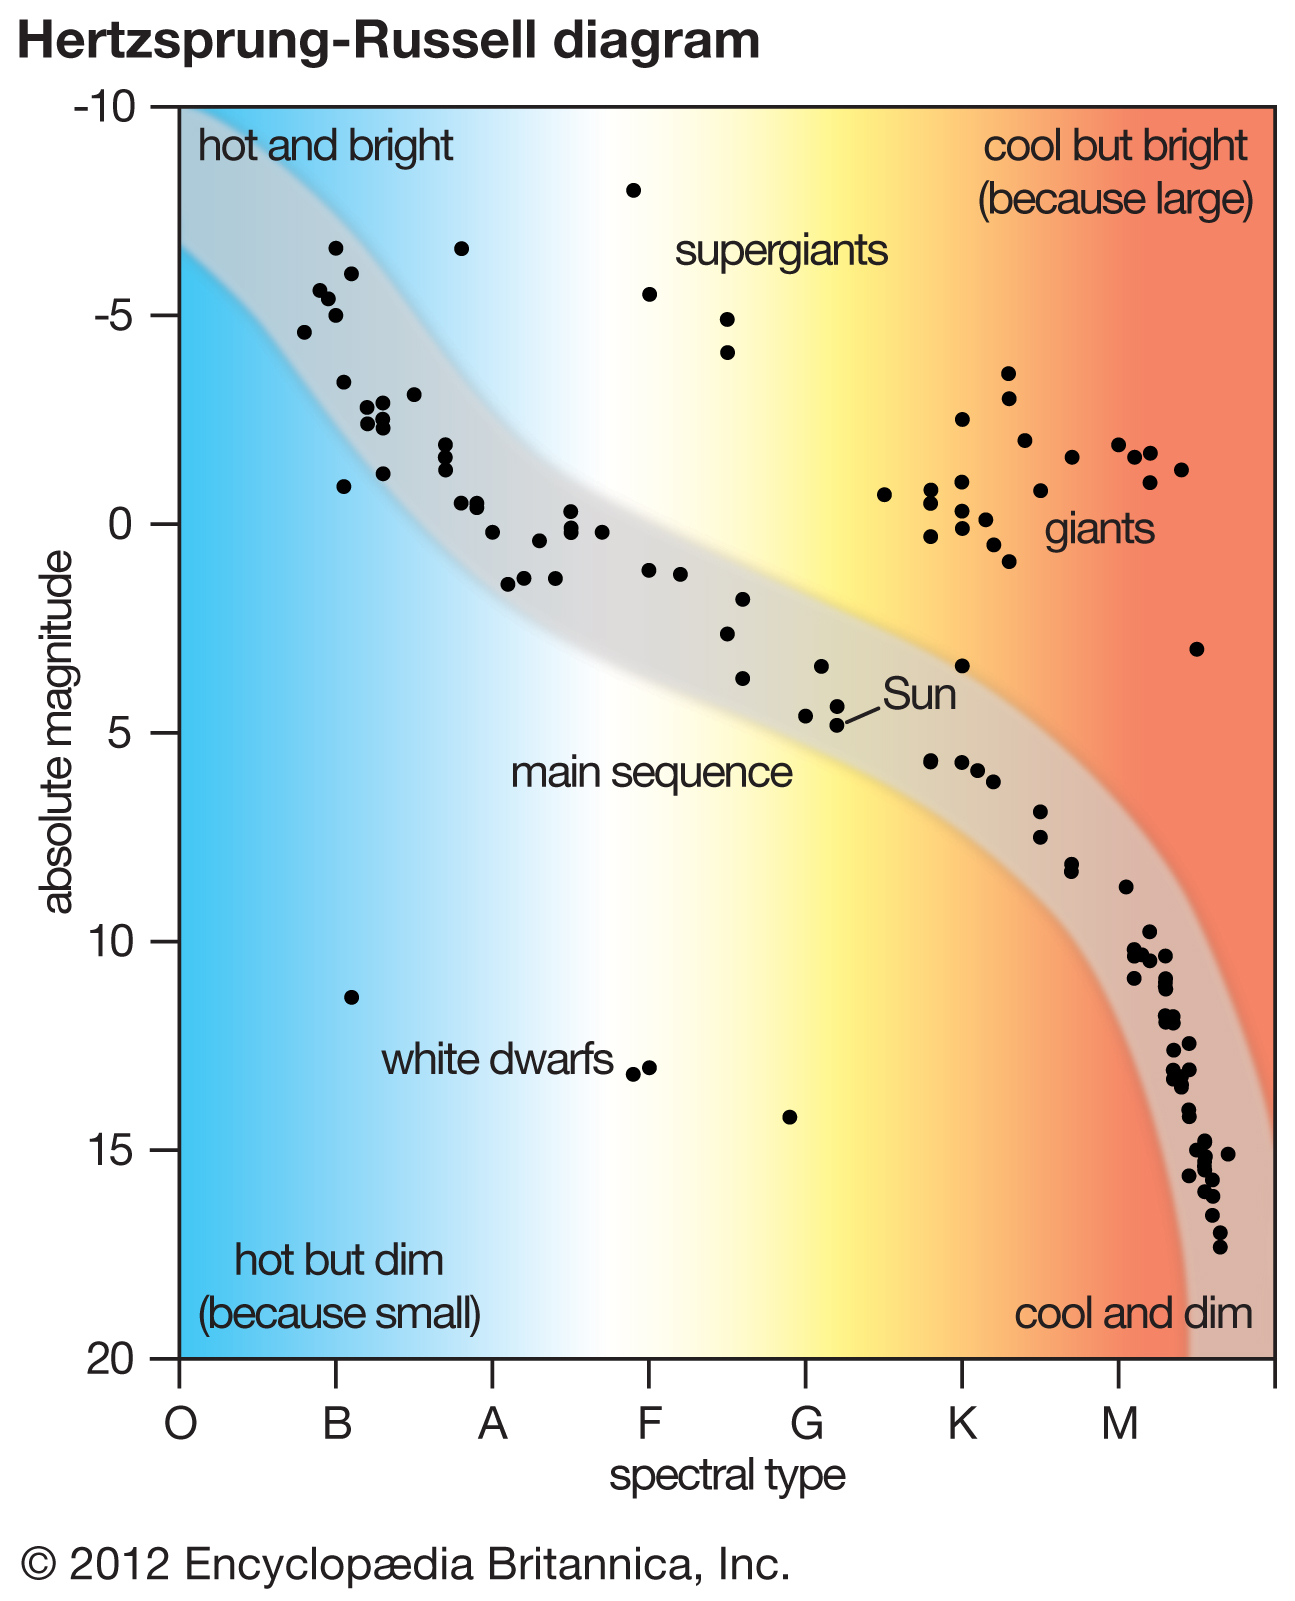 Hertzsprung-Russell diagram
-10
hot and bright
cool but bright
(because large)
supergiants
-5
0
giants
absolute magnitude
Sun
5
main sequence
10
white dwarfs
15
hot but dim
(because small)
cool and dim
20
O B A F G K M
spectral type
© 2012 Encyclopædia Britannica, Inc.